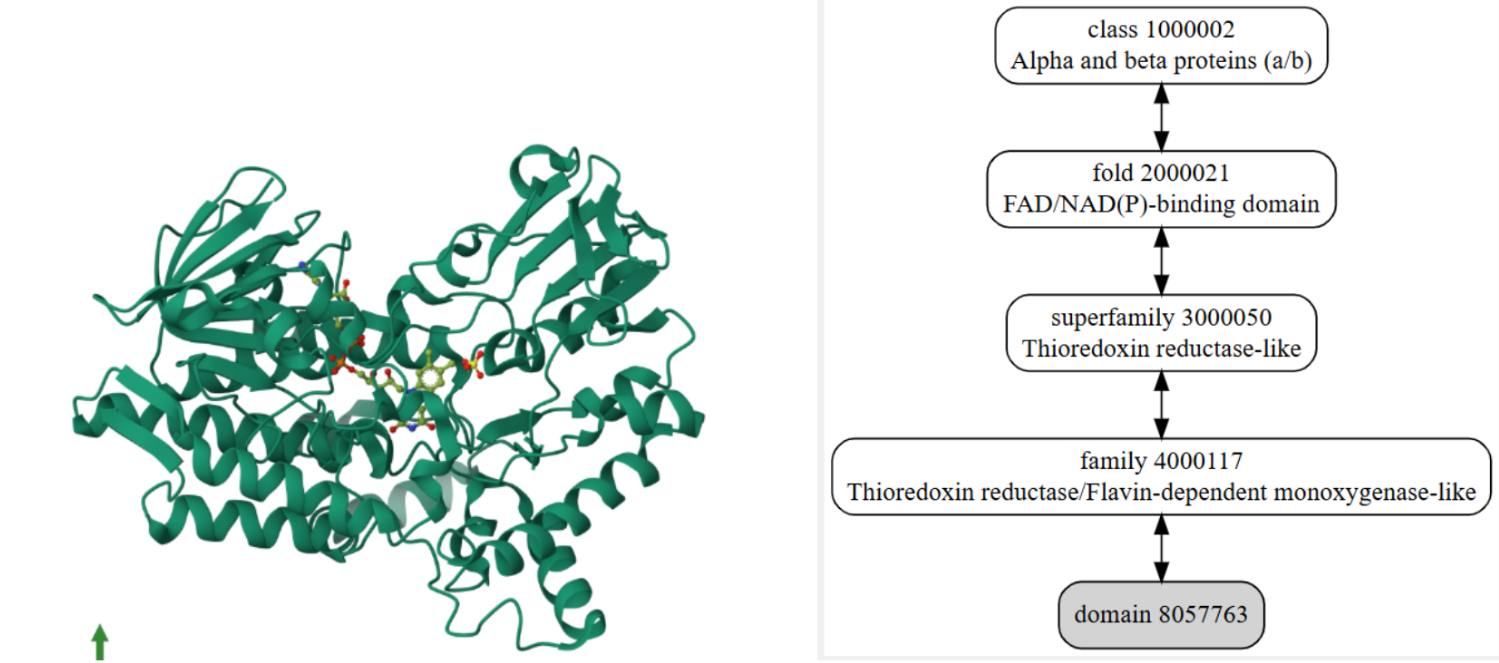 class 1000002
Alpha and beta proteins (a/b)
fold 2000021
FAD/NAD(P)-binding domain
superfamily 3000050
Thioredoxin reductase-like
family 4000117
Thioredoxin reductase/Flavin-dependent monoxygenase-like
domain 8057763